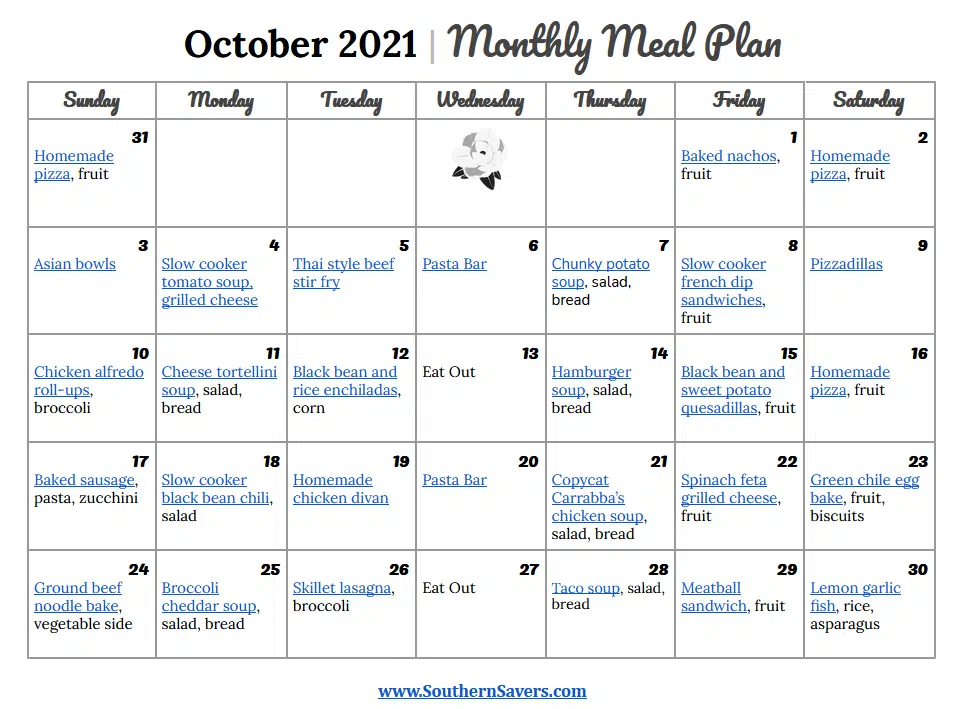 October 2021 | Monthly Meal Plan
Sunday Monday Tuesday Wednesday Thursday Friday Saturday
31
Homemade
pizza, fruit
1
Baked nachos,
fruit
2
Homemade
pizza, fruit
3
Asian bowls
4
Slow cooker
tomato soup,
grilled cheese
5
Thai style beef
stir fry
6
Pasta Bar
7
Chunky potato
soup, salad,
bread
8
Slow cooker
french dip
sandwiches,
fruit
9
Pizzadillas
10
Chicken alfredo
roll-ups,
broccoli
11
Cheese tortellini
soup, salad,
bread
12
Black bean and
rice enchiladas,
corn
13
Eat Out
14
Hamburger
soup, salad,
bread
15
Black bean and
sweet potato
quesadillas, fruit
16
Homemade
pizza, fruit
17
Baked sausage,
pasta, zucchini
18
Slow cooker
black bean chili,
salad
19
Homemade
chicken divan
20
Pasta Bar
21
Copycat
Carrabba's
chicken soup,
salad, bread
22
Spinach feta
grilled cheese,
fruit
23
Green chile egg
bake, fruit,
biscuits
24
Ground beef
noodle bake,
vegetable side
25
Broccoli
cheddar soup,
salad, bread
26
Skillet lasagna,
broccoli
27
Eat Out
28
Taco soup, salad,
bread
29
Meatball
sandwich, fruit
30
Lemon garlic
fish, rice,
asparagus
www.SouthernSavers.com